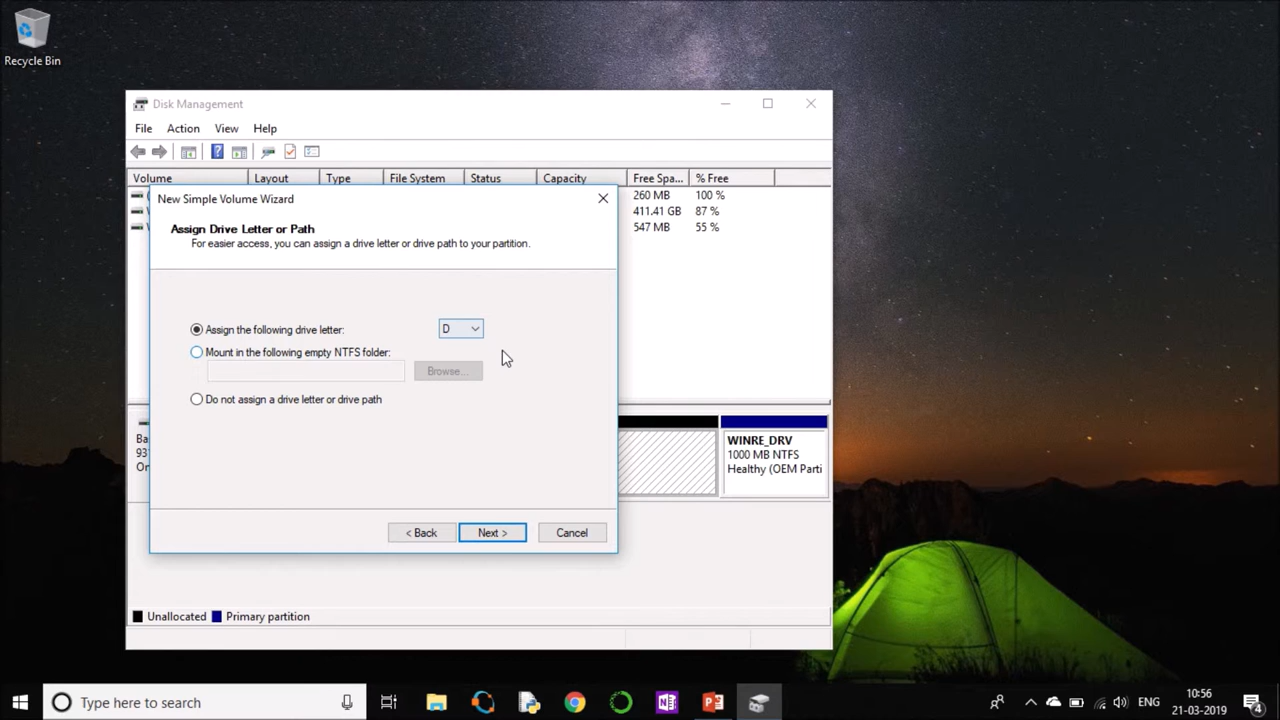 Recycle Bin
Disk Management
File Action View Help
Volume Layout Type File System Status Capacity Free Spa... % Free
260 MB 100 %
411.41 GB 87 %
547 MB 55 %
New Simple Volume Wizard
Assign Drive Letter or Path
For easier access, you can assign a drive letter or drive path to your partition.
Assign the following drive letter: D
Mount in the following empty NTFS folder:
Browse...
Do not assign a drive letter or drive path
< Back Next > Cancel
Ba
93
On
WINRE_DRV
1000 MB NTFS
Healthy (OEM Parti
Unallocated Primary partition
Type here to search
ENG
10:56
21-03-2019
4